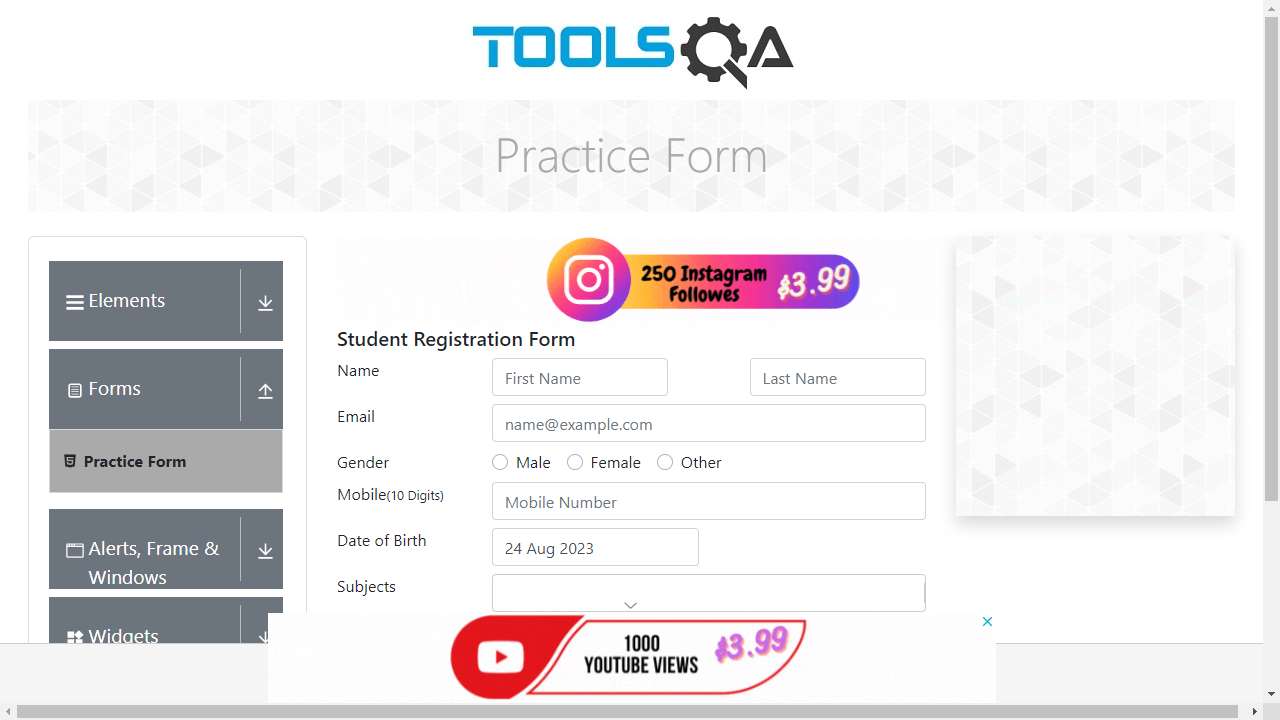 TOOLSQA
Practice Form
Elements
Forms
Practice Form
Alerts, Frame &
Windows
Widgets
250 Instagram
Followes
$3.99
Student Registration Form
Name
First Name
Last Name
Email
name@example.com
Gender
Male
Female
Other
Mobile(10 Digits)
Mobile Number
Date of Birth
24 Aug 2023
Subjects
1000
YOUTUBE VIEWS
$3.99